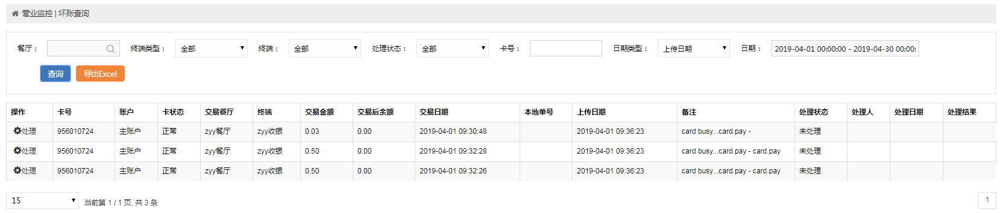 营业监控 | 坏账查询
餐厅： 终端类型： 全部 终端： 全部 处理状态： 全部 卡号： 日期类型： 上传日期 日期： 2019-04-01 00:00:00 - 2019-04-30 00:00:
查询 导出Excel
操作 卡号 账户 卡状态 交易餐厅 终端 交易金额 交易后余额 交易日期 本地单号 上传日期 备注 处理状态 处理人 处理日期 处理结果
处理 956010724 主账户 正常 zyy餐厅 zyy收银 0.03 0.00 2019-04-01 09:30:48 2019-04-01 09:36:23 card busy...card.pay - 未处理
处理 956010724 主账户 正常 zyy餐厅 zyy收银 0.50 0.00 2019-04-01 09:32:28 2019-04-01 09:36:23 card busy...card.pay - card.pay 未处理
处理 956010724 主账户 正常 zyy餐厅 zyy收银 0.50 0.00 2019-04-01 09:32:26 2019-04-01 09:36:23 card busy...card.pay - card.pay 未处理
15 当前第 1 / 1 页, 共 3 条 1